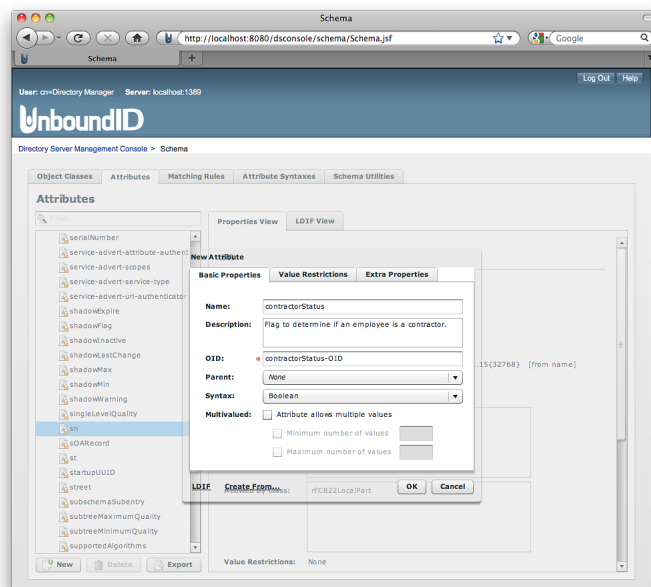 Schema
http://localhost:8080/dsconsole/schema/Schema.jsf
Google
Schema
Log Out Help
User: cn=Directory Manager Server: localhost:1389
UnboundID
Directory Server Management Console > Schema
Object Classes Attributes Matching Rules Attribute Syntaxes Schema Utilities
Attributes
Filter...
Properties View LDIF View
serialNumber
service-advert-attribute-authent
service-advert-scopes
service-advert-service-type
service-advert-url-authenticator
shadowExpire
shadowFlag
shadowInactive
shadowLastChange
shadowMax
shadowMin
shadowWarning
singleLevelQuality
sn
sOARecord
st
startupUUID
street
subschemaSubentry
subtreeMaximumQuality
subtreeMinimumQuality
supportedAlgorithms
New Delete Export
New Attribute
Basic Properties Value Restrictions Extra Properties
Name: contractorStatus
Description: Flag to determine if an employee is a contractor.
OID: * contractorStatus-OID
Parent: None
Syntax: Boolean
Multivalued: Attribute allows multiple values
Minimum number of values
Maximum number of values
LDIF Create From... OK Cancel
.15{32768} [from name]
Allowed by Class: rFC822LocalPart
Value Restrictions: None